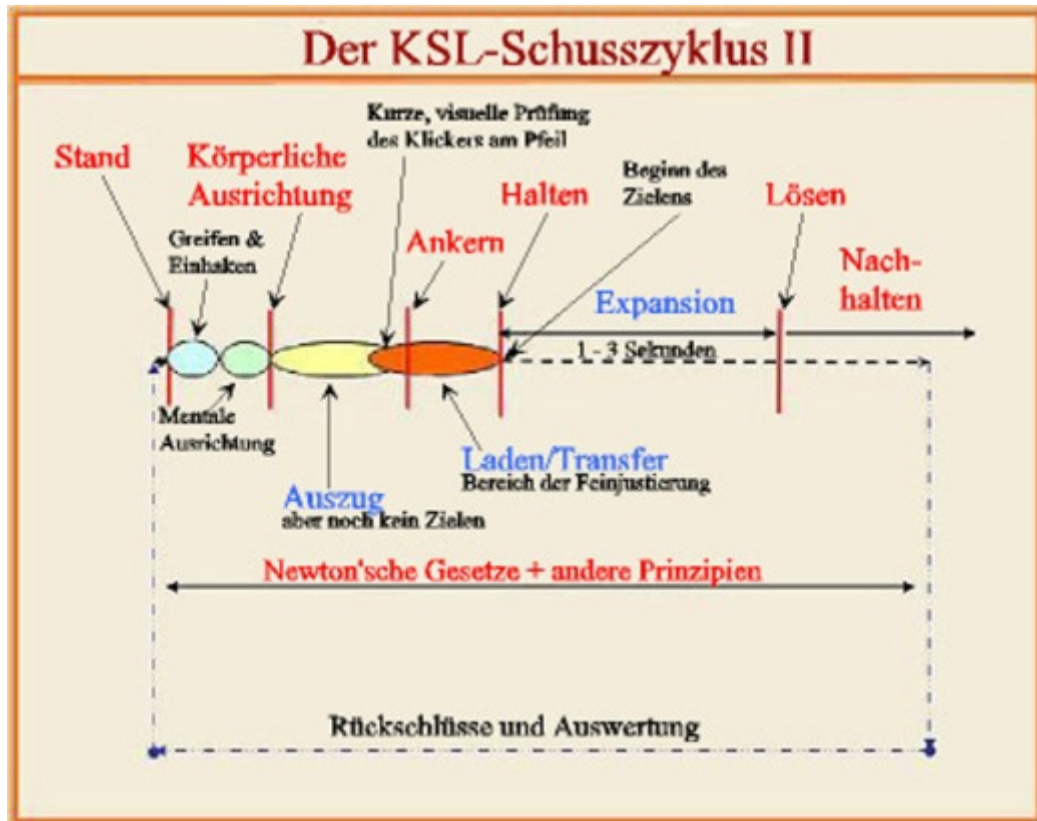 Der KSL-Schusszyklus II
Kurze, visuelle Prüfung
des Klickers am Pfeil
Stand
Körperliche
Ausrichtung
Halten
Beginn des
Zielens
Lösen
Greifen &
Einhaken
Ankern
Nach-
halten
Expansion
1 - 3 Sekunden
Mentale
Ausrichtung
Laden/Transfer
Bereich der Feinjustierung
Auszug
aber noch kein Zielen
Newton'sche Gesetze + andere Prinzipien
Rückschlüsse und Auswertung